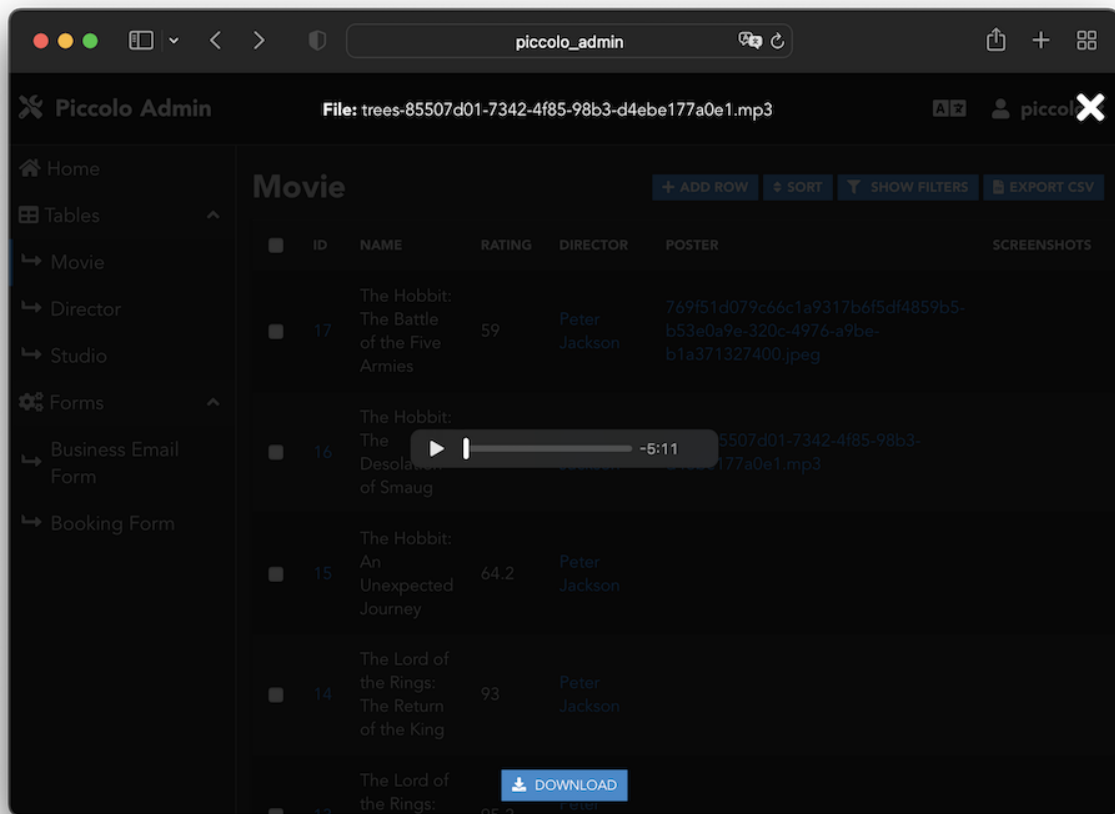 piccolo_admin
Piccolo Admin
File: trees-85507d01-7342-4f85-98b3-d4ebe177a0e1.mp3
Home
Tables
Movie
Director
Studio
Forms
Business Email
Form
Booking Form
Movie
ADD ROW
SORT
SHOW FILTERS
EXPORT CSV
ID NAME RATING DIRECTOR POSTER SCREENSHOTS
17
The Hobbit:
The Battle
of the Five
Armies
59
Peter
Jackson
769f51d079c66c1a9317b6f5df4859b5-
b53e0a9e-320c-4976-a9be-
b1a371327400.jpeg
16
The Hobbit:
The
of Smaug
-5:11
15
The Hobbit:
An
Unexpected
Journey
64.2
Peter
Jackson
14
The Lord of
the Rings:
The Return
of the King
93
Peter
Jackson
The Lord of
the Rings:
DOWNLOAD